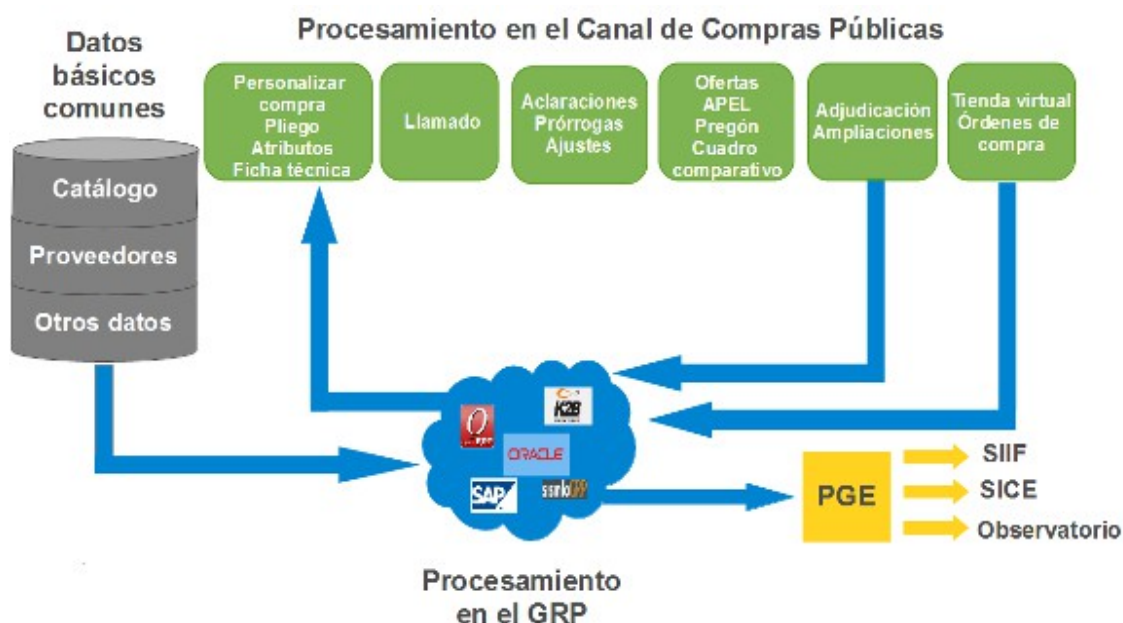 Procesamiento en el Canal de Compras Públicas
Datos
básicos
comunes
Catálogo
Proveedores
Otros datos
Personalizar
compra
Pliego
Atributos
Ficha técnica
Llamado
Aclaraciones
Prórrogas
Ajustes
Ofertas
APEL
Pregón
Cuadro
comparativo
Adjudicación
Ampliaciones
Tienda virtual
Órdenes de
compra
K2B
ORACLE
SAP
PGE
SIIF
SICE
Observatorio
Procesamiento
en el GRP